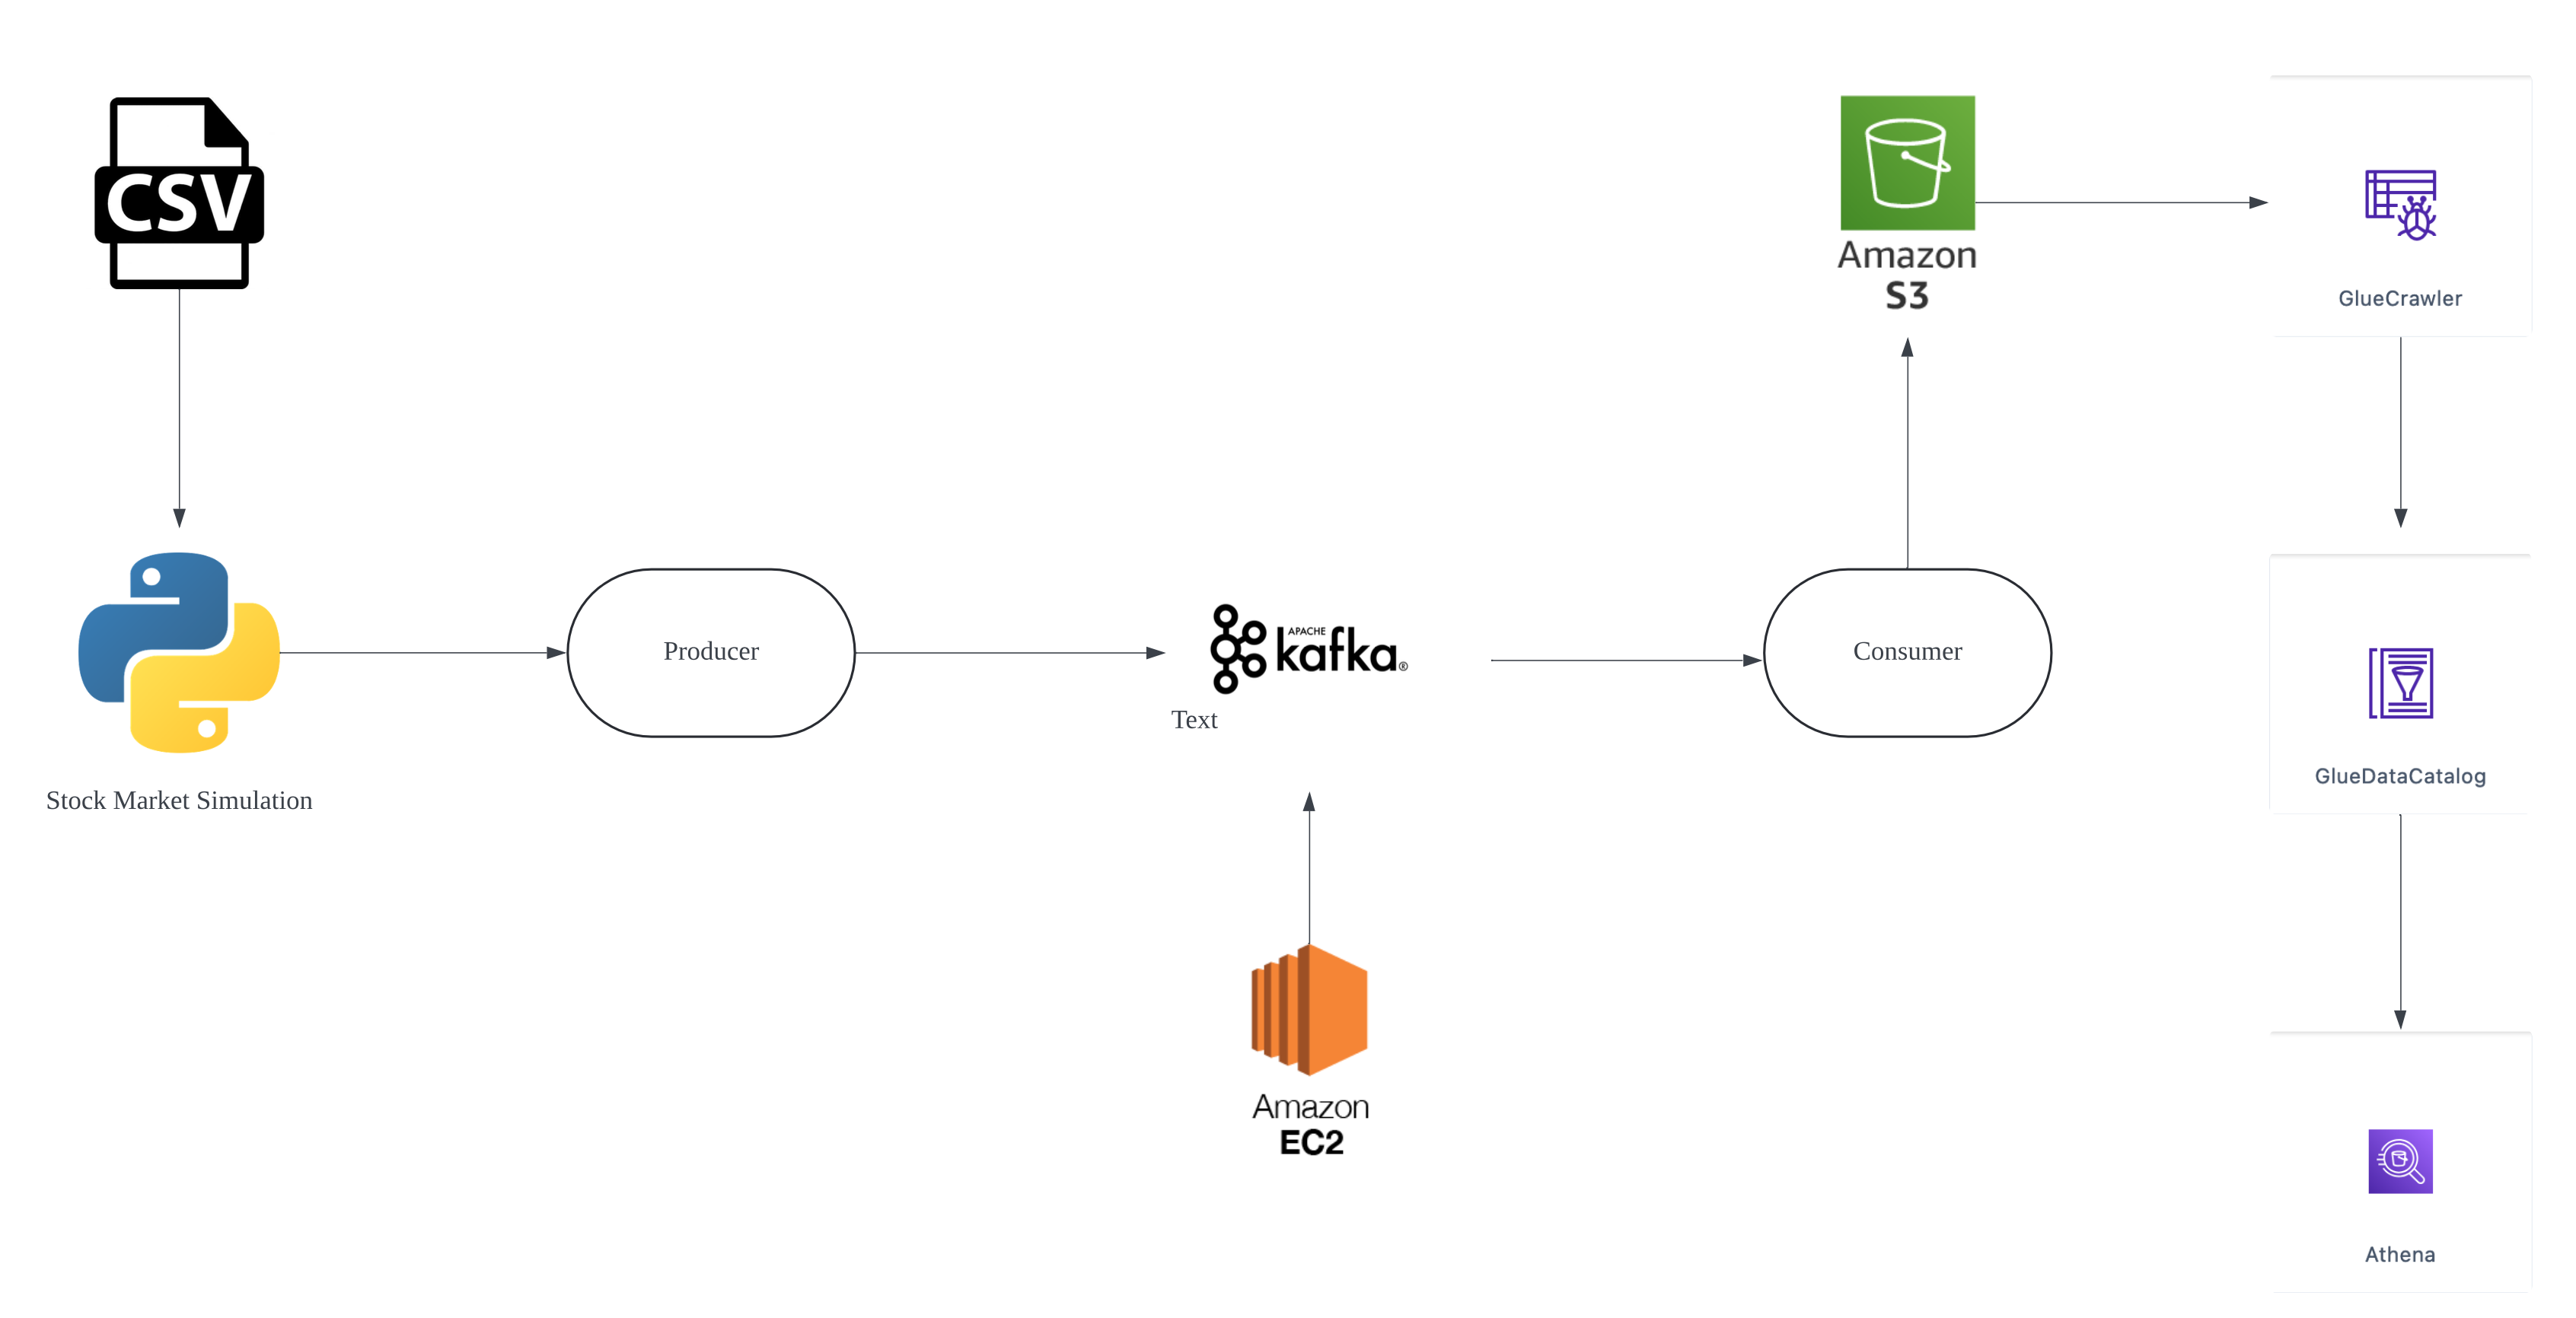 CSV
Amazon
S3
GlueCrawler
Producer
APACHE
kafka®
Text
Consumer
Stock Market Simulation
GlueDataCatalog
Amazon
EC2
Athena